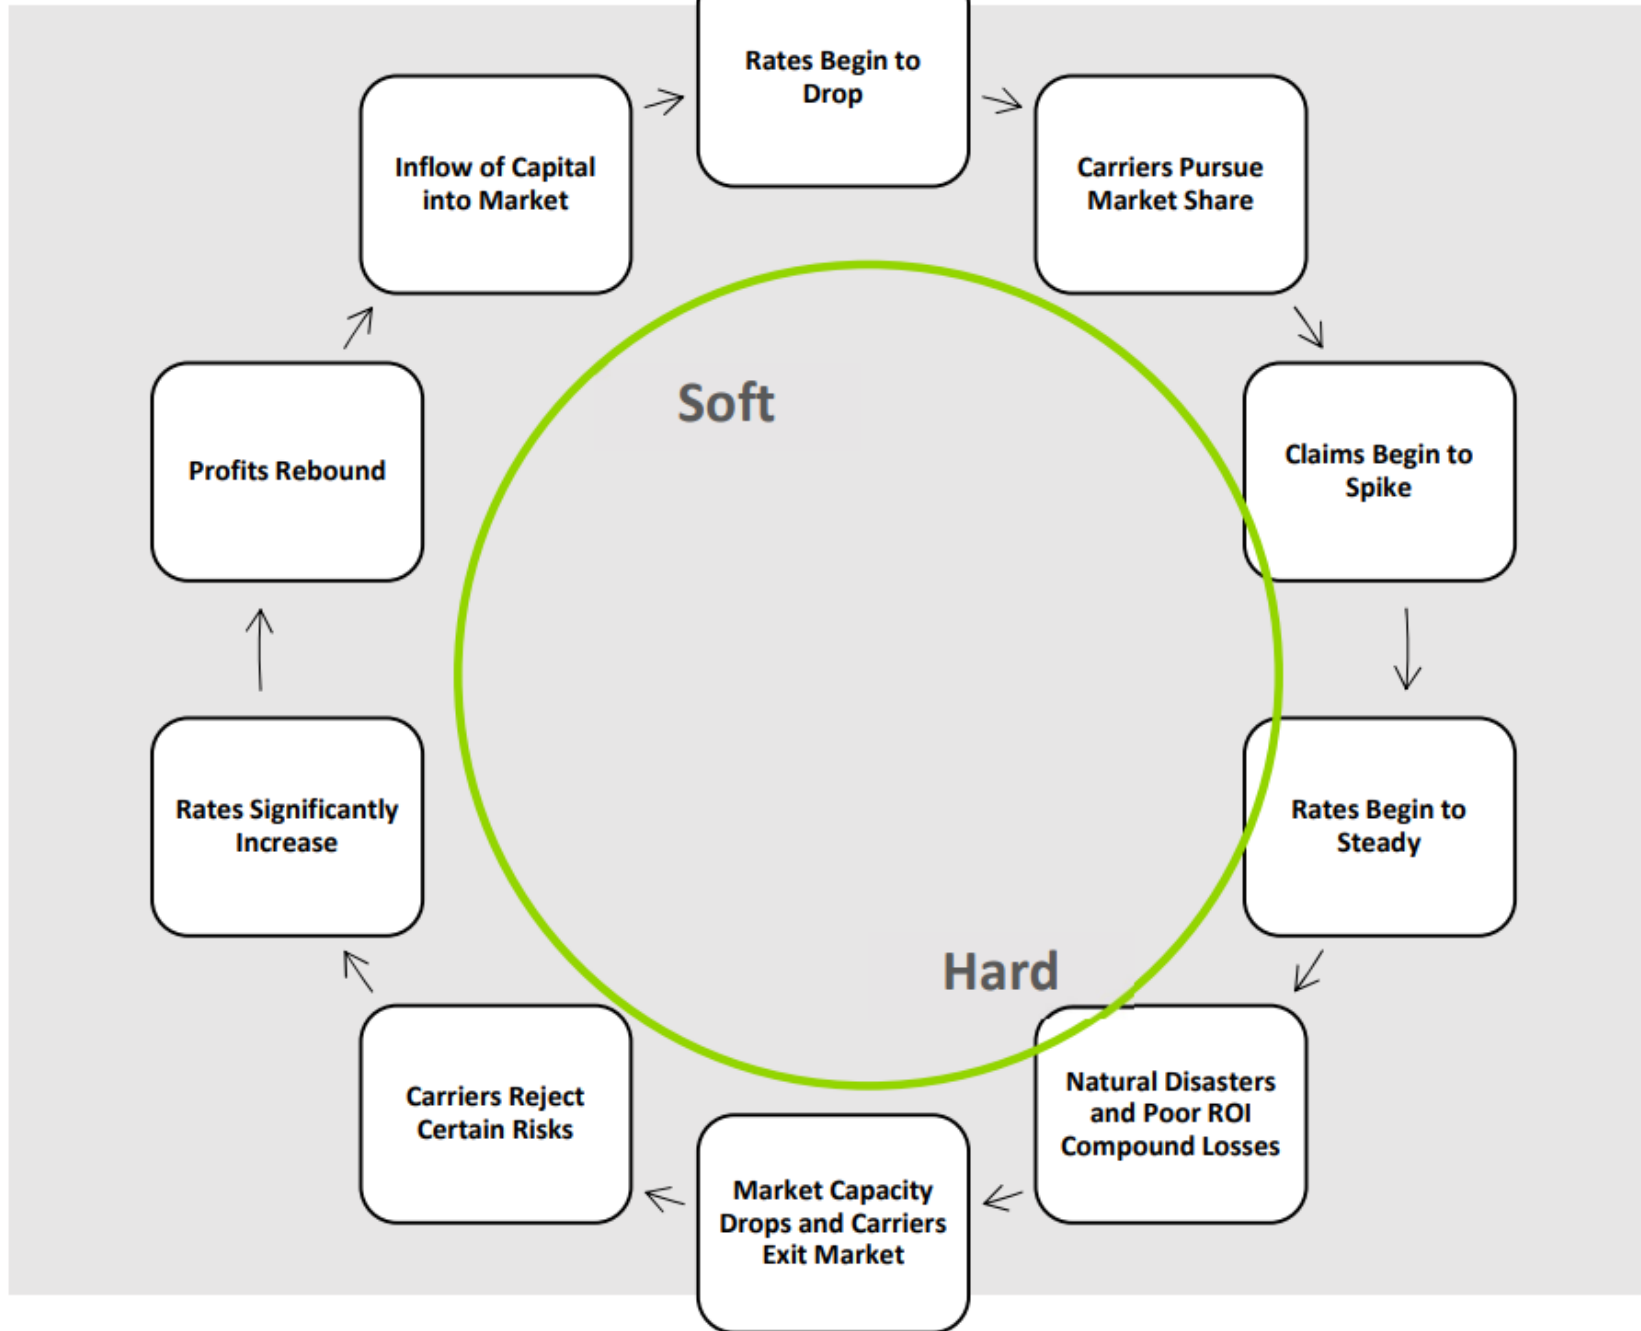 Rates Begin to
Drop
Carriers Pursue
Market Share
Claims Begin to
Spike
Rates Begin to
Steady
Natural Disasters
and Poor ROI
Compound Losses
Market Capacity
Drops and Carriers
Exit Market
Carriers Reject
Certain Risks
Rates Significantly
Increase
Profits Rebound
Inflow of Capital
into Market
Soft
Hard